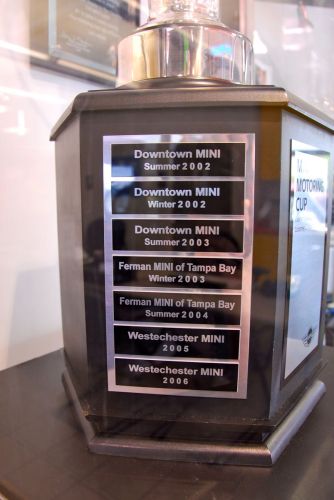 Downtown MINI
Summer 2002
Downtown MINI
Winter 2002
Downtown MINI
Summer 2003
Ferman MINI of Tampa Bay
Winter 2003
Ferman MINI of Tampa Bay
Summer 2004
Westechester MINI
2005
Westechester MINI
2006
MOTORING
CUP